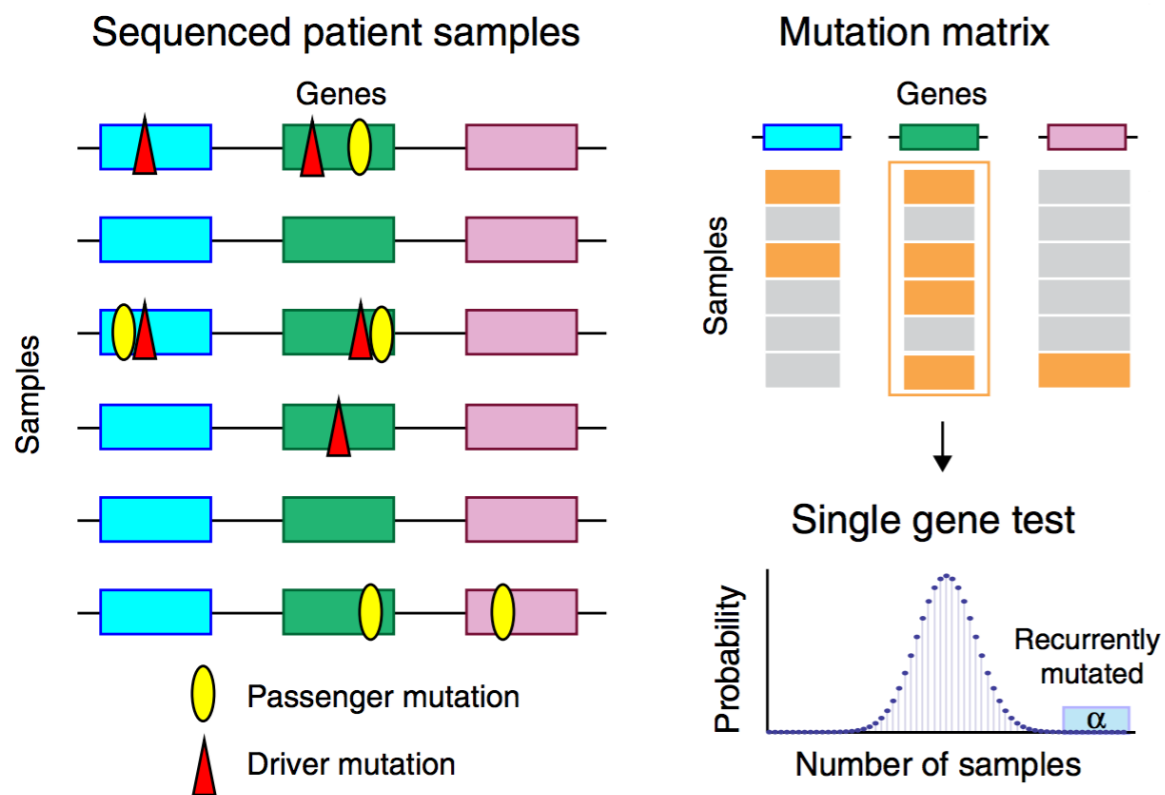 Sequenced patient samples
Genes
Samples
Passenger mutation
Driver mutation
Mutation matrix
Genes
Samples
Single gene test
Probability
Recurrently
mutated
α
Number of samples